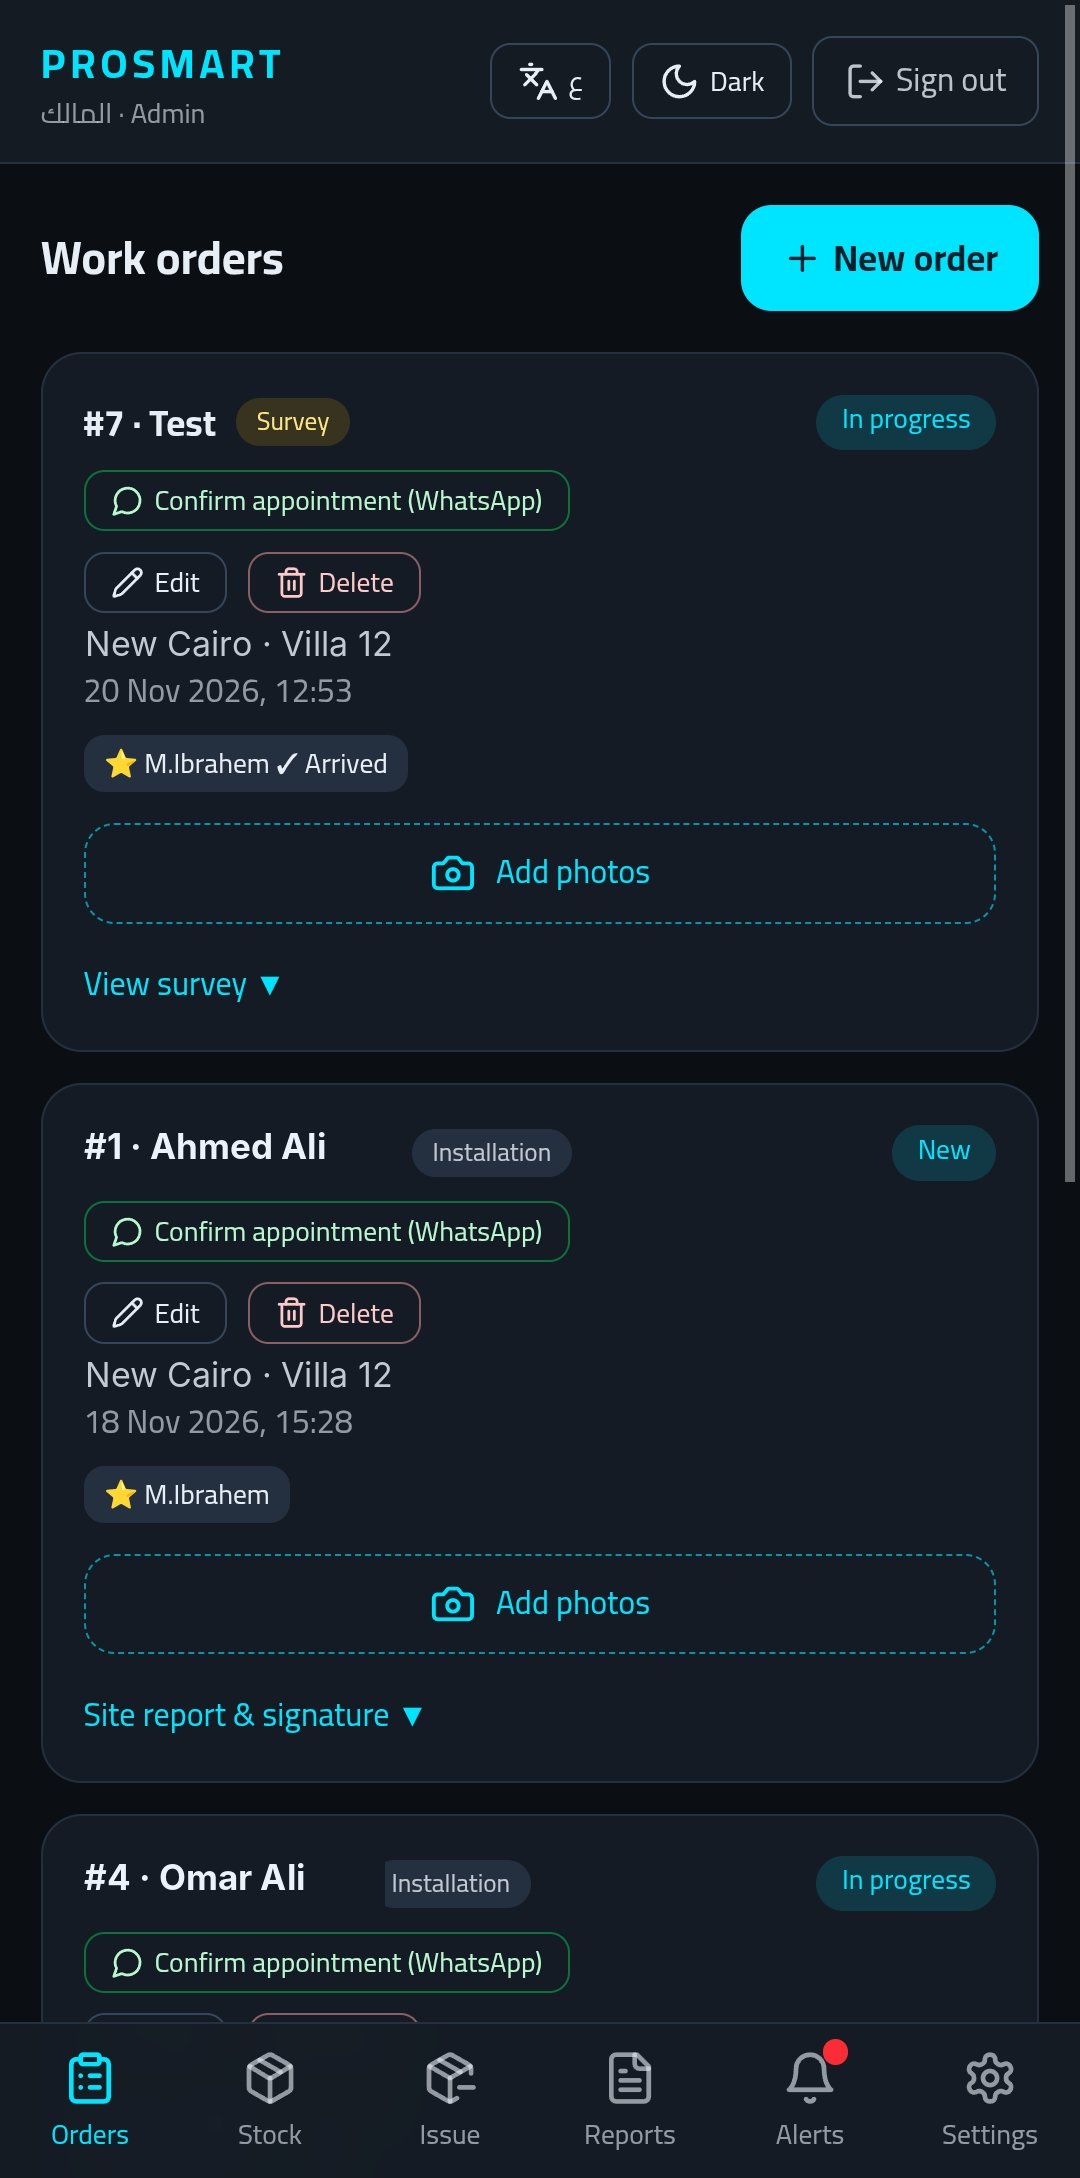 PROSMART
المالك · Admin
ع
Dark
Sign out
Work orders
+ New order
#7 · Test
Survey
In progress
Confirm appointment (WhatsApp)
Edit
Delete
New Cairo · Villa 12
20 Nov 2026, 12:53
⭐ M.Ibrahem ✓ Arrived
Add photos
View survey ▼
#1 · Ahmed Ali
Installation
New
Confirm appointment (WhatsApp)
Edit
Delete
New Cairo · Villa 12
18 Nov 2026, 15:28
⭐ M.Ibrahem
Add photos
Site report & signature ▼
#4 · Omar Ali
Installation
In progress
Confirm appointment (WhatsApp)
Orders
Stock
Issue
Reports
Alerts
Settings